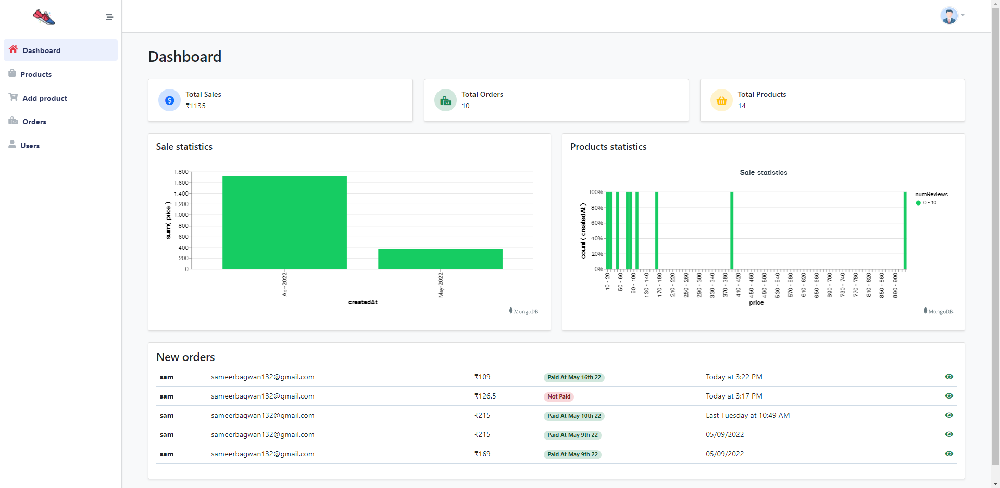 Dashboard
Products
Add product
Orders
Users
Dashboard
Total Sales
₹1135
Total Orders
10
Total Products
14
Sale statistics
1,800
1,600
1,400
1,200
1,000
800
600
400
200
0
sum ( price )
Apr-2022
May-2022
createdAt
MongoDB
Products statistics
Sale statistics
100%
80%
60%
40%
20%
0%
count ( createdAt )
10 - 20
50 - 60
90 - 100
130 - 140
170 - 180
210 - 220
250 - 260
290 - 300
330 - 340
370 - 380
410 - 420
450 - 460
490 - 500
530 - 540
570 - 580
610 - 620
650 - 660
690 - 700
730 - 740
770 - 780
810 - 820
850 - 860
890 - 900
price
numReviews
0 - 10
MongoDB
New orders
sam sameerbagwan132@gmail.com ₹109 Paid At May 16th 22 Today at 3:22 PM
sam sameerbagwan132@gmail.com ₹126.5 Not Paid Today at 3:17 PM
sam sameerbagwan132@gmail.com ₹215 Paid At May 10th 22 Last Tuesday at 10:49 AM
sam sameerbagwan132@gmail.com ₹215 Paid At May 9th 22 05/09/2022
sam sameerbagwan132@gmail.com ₹169 Paid At May 9th 22 05/09/2022